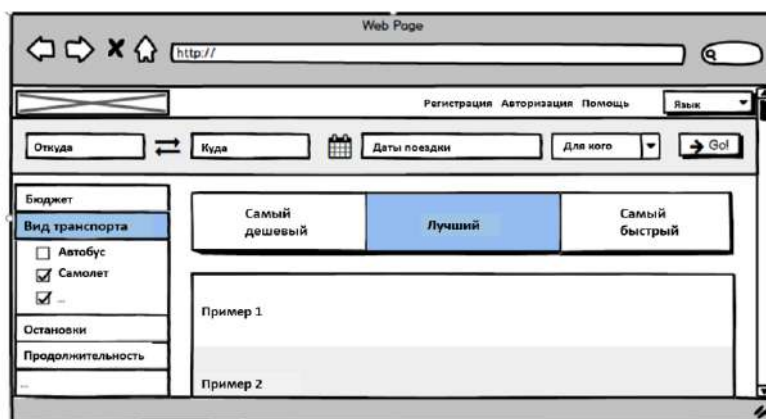 Web Page
http://
Регистрация Авторизация Помощь Язык
Откуда Куда Даты поездки Для кого Go!
Бюджет
Вид транспорта
Автобус
Самолет
...
Остановки
Продолжительность
...
Самый дешевый
Лучший
Самый быстрый
Пример 1
Пример 2